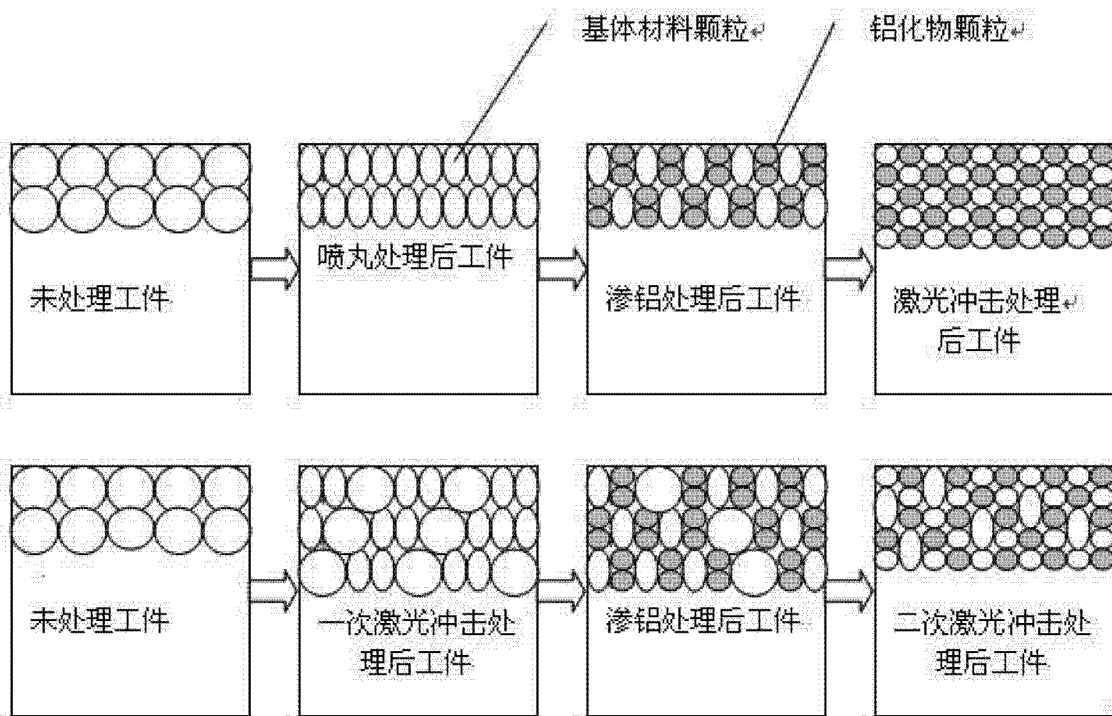 基体材料颗粒↵
铝化物颗粒↵
未处理工件
喷丸处理后工件
渗铝处理后工件
激光冲击处理↵
后工件
未处理工件
一次激光冲击处
理后工件
渗铝处理后工件
二次激光冲击处
理后工件